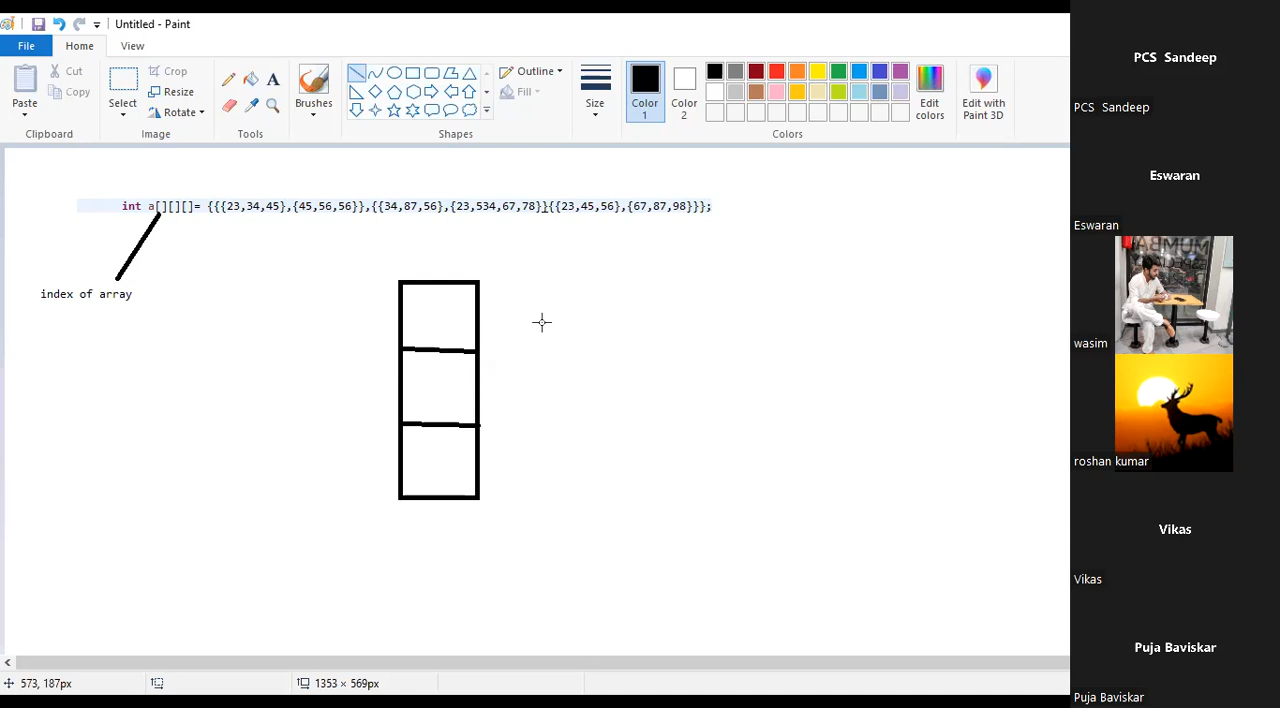 Untitled - Paint
File
Home
View
Paste
Cut
Copy
Clipboard
Select
Crop
Resize
Rotate
Image
Tools
Brushes
Shapes
Outline
Fill
Size
Color
1
Color
2
Edit
colors
Colors
Edit with
Paint 3D
int a[][][]= {{{23,34,45},{45,56,56}},{{34,87,56},{23,534,67,78}}{{23,45,56},{67,87,98}}};
index of array
573, 187px
1353 × 569px
PCS Sandeep
PCS Sandeep
Eswaran
Eswaran
wasim
roshan kumar
Vikas
Vikas
Puja Baviskar
Puja Baviskar